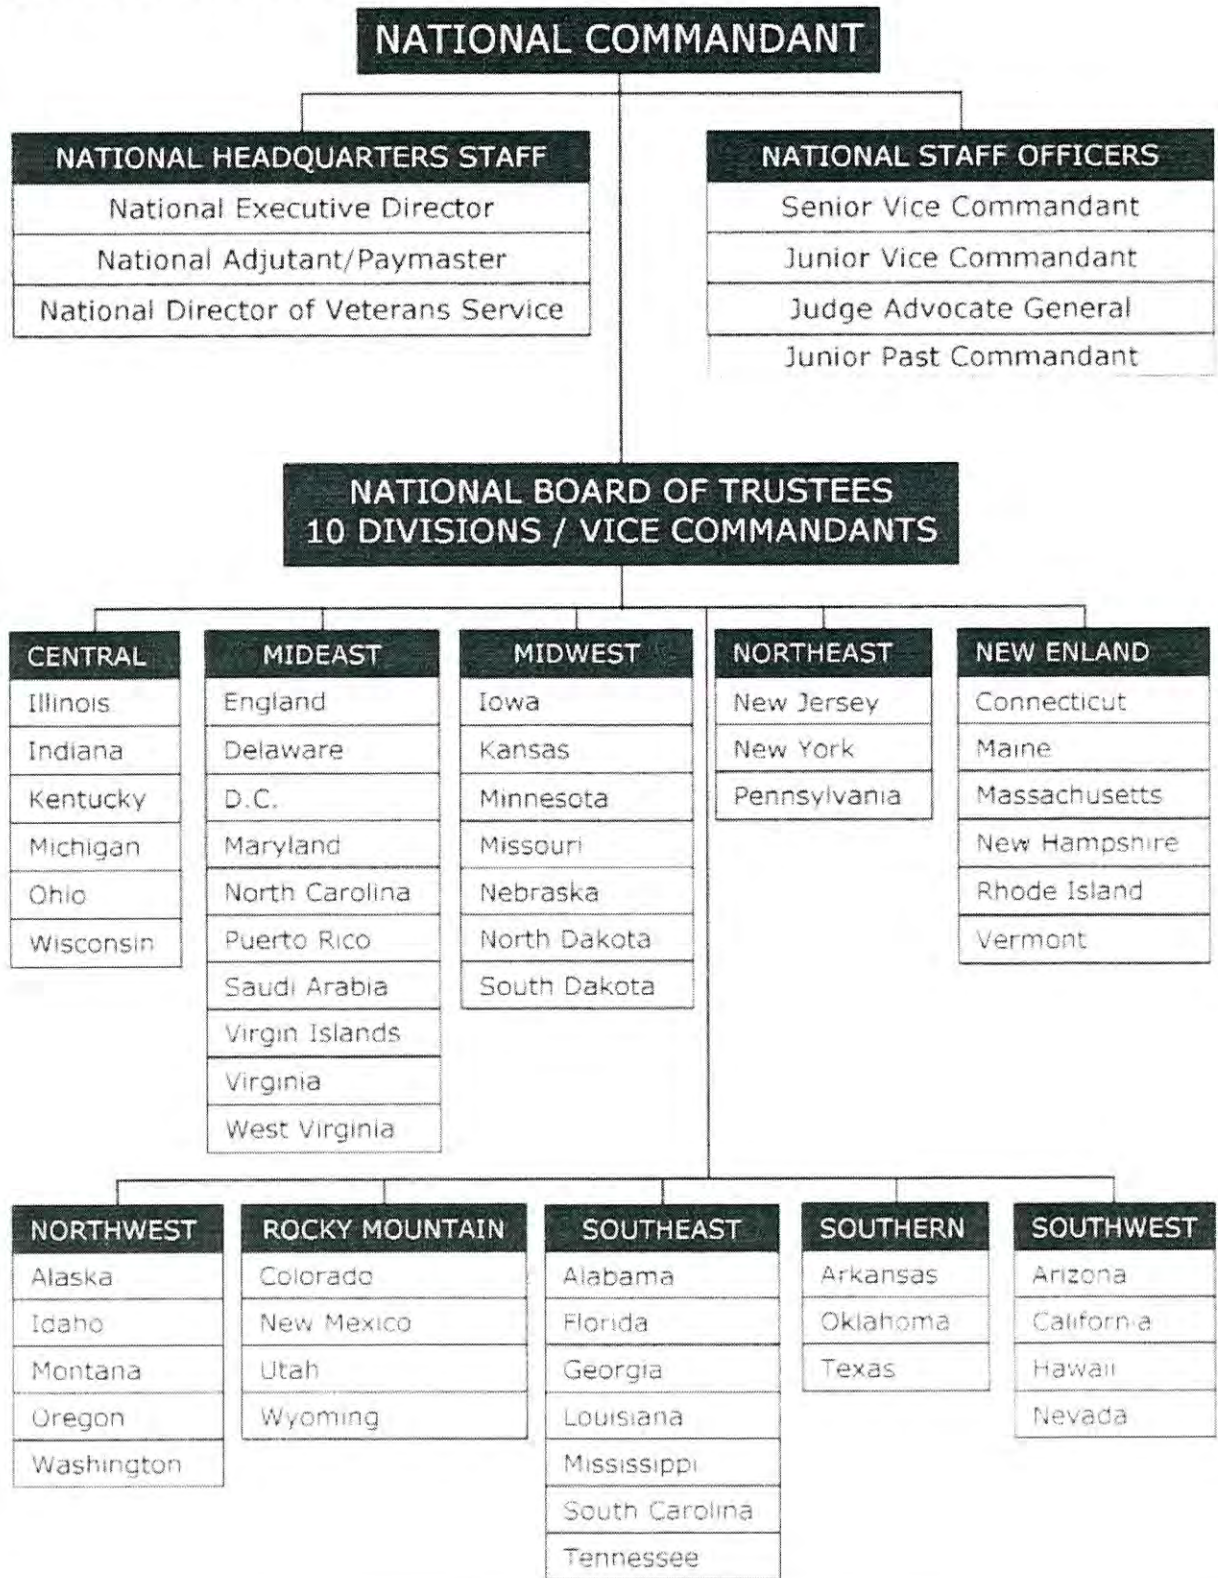 NATIONAL COMMANDANT
NATIONAL HEADQUARTERS STAFF
National Executive Director
National Adjutant/Paymaster
National Director of Veterans Service
NATIONAL STAFF OFFICERS
Senior Vice Commandant
Junior Vice Commandant
Judge Advocate General
Junior Past Commandant
NATIONAL BOARD OF TRUSTEES
10 DIVISIONS / VICE COMMANDANTS
CENTRAL
Illinois
Indiana
Kentucky
Michigan
Ohio
Wisconsin
MIDEAST
England
Delaware
D.C.
Maryland
North Carolina
Puerto Rico
Saudi Arabia
Virgin Islands
Virginia
West Virginia
MIDWEST
Iowa
Kansas
Minnesota
Missouri
Nebraska
North Dakota
South Dakota
NORTHEAST
New Jersey
New York
Pennsylvania
NEW ENLAND
Connecticut
Maine
Massachusetts
New Hampshire
Rhode Island
Vermont
NORTHWEST
Alaska
Idaho
Montana
Oregon
Washington
ROCKY MOUNTAIN
Colorado
New Mexico
Utah
Wyoming
SOUTHEAST
Alabama
Florida
Georgia
Louisiana
Mississippi
South Carolina
Tennessee
SOUTHERN
Arkansas
Oklahoma
Texas
SOUTHWEST
Arizona
California
Hawaii
Nevada